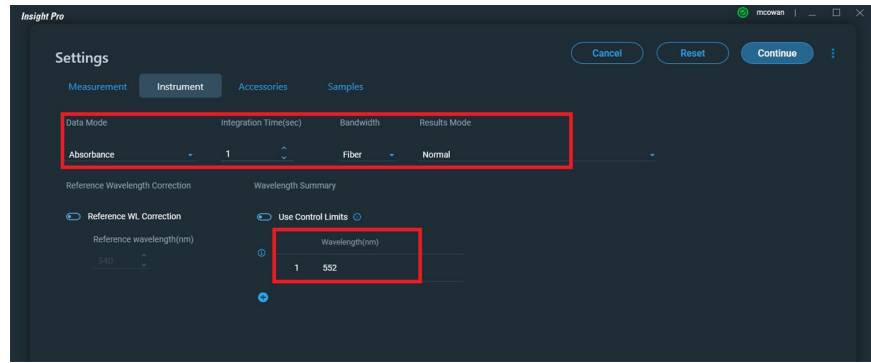 Insight Pro
mcowan
Settings
Cancel
Reset
Continue
Measurement
Instrument
Accessories
Samples
Data Mode
Integration Time(sec)
Bandwidth
Results Mode
Absorbance
1
Fiber
Normal
Reference Wavelength Correction
Wavelength Summary
Reference WL Correction
Use Control Limits
Reference wavelength(nm)
Wavelength(nm)
340
1 552